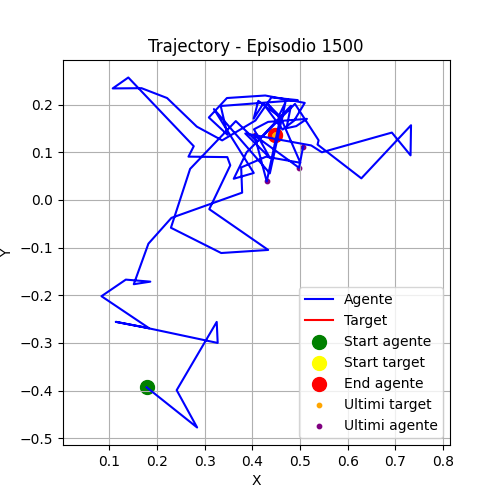 Trajectory - Episodio 1500
Y
0.2
0.1
0.0
−0.1
−0.2
−0.3
−0.4
−0.5
Agente
Target
Start agente
Start target
End agente
Ultimi target
Ultimi agente
0.1 0.2 0.3 0.4 0.5 0.6 0.7 0.8
X